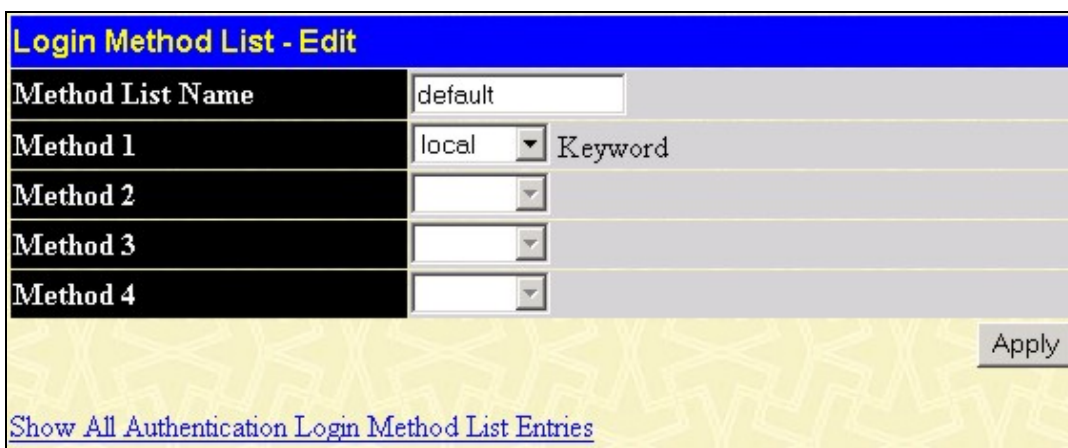 Login Method List - Edit
Method List Name default
Method 1 local Keyword
Method 2
Method 3
Method 4
Apply
Show All Authentication Login Method List Entries